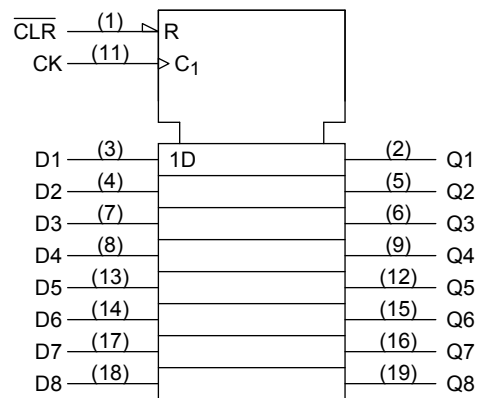 C̅L̅R̅ (1) R
CK (11) C1
D1 (3) 1D (2) Q1
D2 (4) (5) Q2
D3 (7) (6) Q3
D4 (8) (9) Q4
D5 (13) (12) Q5
D6 (14) (15) Q6
D7 (17) (16) Q7
D8 (18) (19) Q8